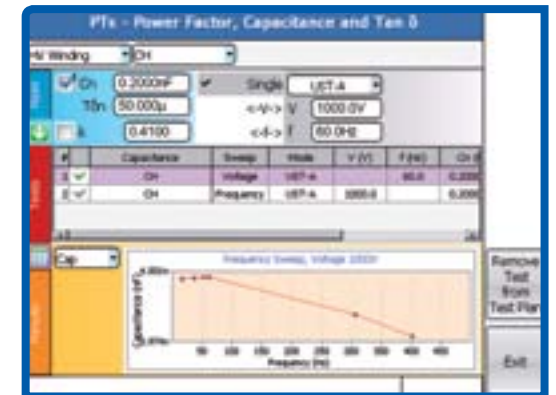 PTs - Power Factor, Capacitance and Tan δ
HV Winding CH
Cn 0.2000nF Single UST-A
Tδn 50.000µ <-V-> V 1000.0V
k 0.4100 <-f-> f 60.0Hz
# Capacitance Sweep Mode V (V) f (Hz)
1 CH Voltage UST-A 60.0
2 CH Frequency UST-A 1000.0
Cap
Frequency Sweep, Voltage 1000V
Capacitance (nF)
50 100 150 200 250 300 350 400 450
Frequency (Hz)
Remove
Test
from
Test Plan
Exit